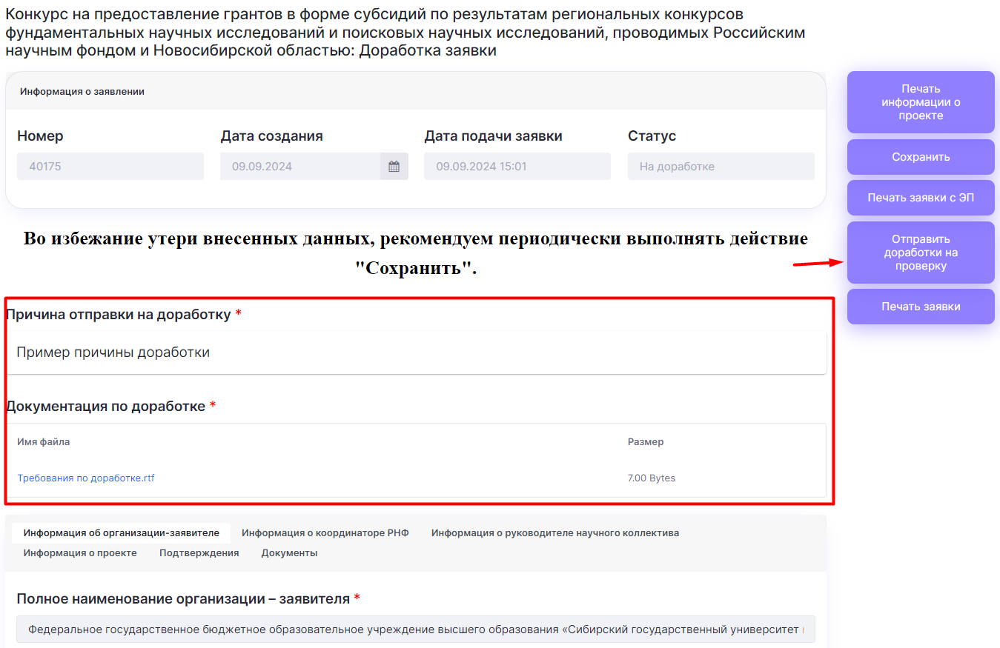 Конкурс на предоставление грантов в форме субсидий по результатам региональных конкурсов
фундаментальных научных исследований и поисковых научных исследований, проводимых Российским
научным фондом и Новосибирской областью: Доработка заявки
Информация о заявлении
Номер
40175
Дата создания
09.09.2024
Дата подачи заявки
09.09.2024 15:01
Статус
На доработке
Печать
информации о
проекте
Сохранить
Печать заявки с ЭП
Отправить
доработки на
проверку
Печать заявки
Во избежание утери внесенных данных, рекомендуем периодически выполнять действие
"Сохранить".
Причина отправки на доработку *
Пример причины доработки
Документация по доработке *
Имя файла Размер
Требования по доработке.rtf 7.00 Bytes
Информация об организации-заявителе Информация о координаторе РНФ Информация о руководителе научного коллектива
Информация о проекте Подтверждения Документы
Полное наименование организации – заявителя *
Федеральное государственное бюджетное образовательное учреждение высшего образования «Сибирский государственный университет